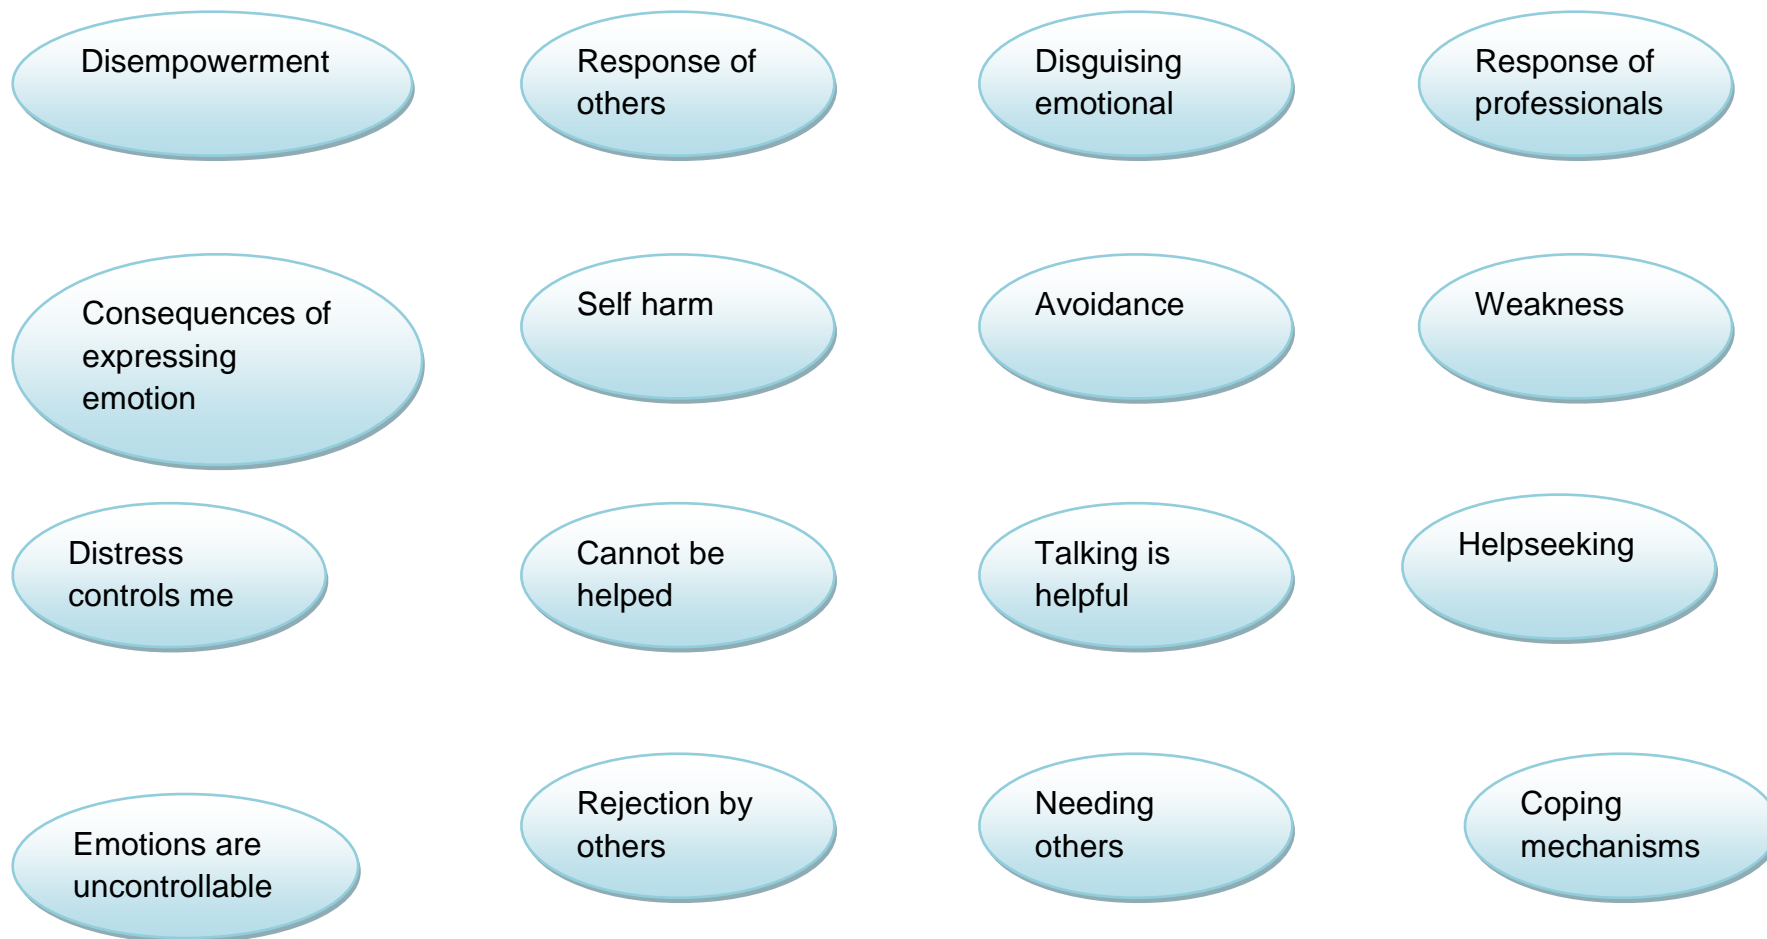 Disempowerment
Response of
others
Disguising
emotional
Response of
professionals
Consequences of
expressing
emotion
Self harm
Avoidance
Weakness
Distress
controls me
Cannot be
helped
Talking is
helpful
Helpseeking
Emotions are
uncontrollable
Rejection by
others
Needing
others
Coping
mechanisms